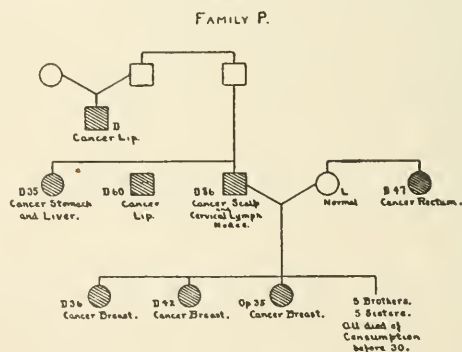 FAMILY P.
D
Cancer Lip.
D35
Cancer Stomach
and Liver.
D60
Cancer
Lip.
D86
Cancer Scalp
and
Cervical Lymph
Nodes.
L
Normal
D47
Cancer Rectum.
D36
Cancer Breast.
D42
Cancer Breast.
Op38
Cancer Breast.
5 Brothers.
5 Sisters.
All died of
Consumption
before 30.